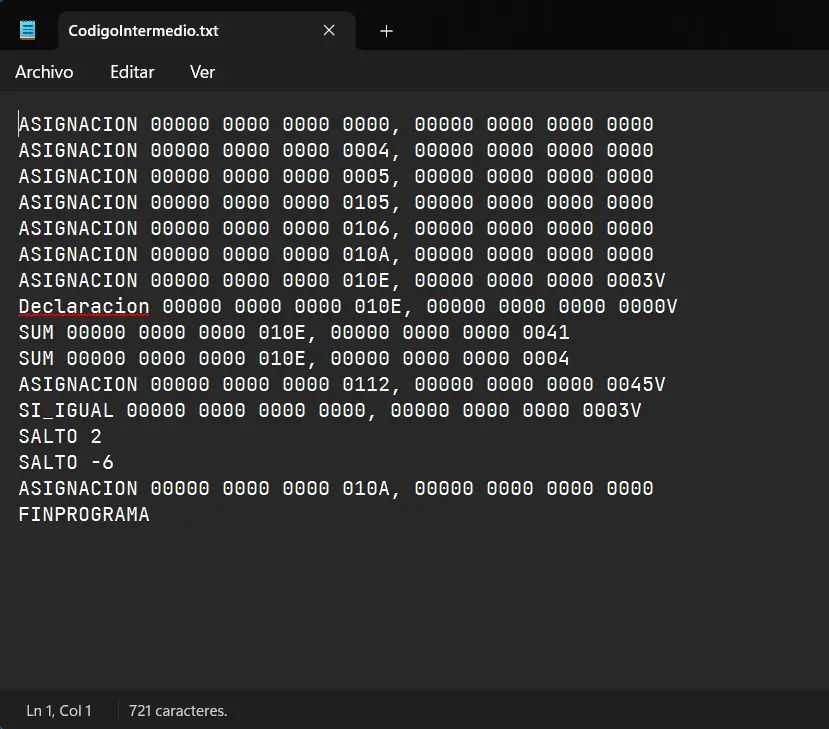 CodigoIntermedio.txt
Archivo Editar Ver
ASIGNACION 00000 0000 0000 0000, 00000 0000 0000 0000
ASIGNACION 00000 0000 0000 0004, 00000 0000 0000 0000
ASIGNACION 00000 0000 0000 0005, 00000 0000 0000 0000
ASIGNACION 00000 0000 0000 0105, 00000 0000 0000 0000
ASIGNACION 00000 0000 0000 0106, 00000 0000 0000 0000
ASIGNACION 00000 0000 0000 010A, 00000 0000 0000 0000
ASIGNACION 00000 0000 0000 010E, 00000 0000 0000 0003V
Declaracion 00000 0000 0000 010E, 00000 0000 0000 0000V
SUM 00000 0000 0000 010E, 00000 0000 0000 0041
SUM 00000 0000 0000 010E, 00000 0000 0000 0004
ASIGNACION 00000 0000 0000 0112, 00000 0000 0000 0045V
SI_IGUAL 00000 0000 0000 0000, 00000 0000 0000 0003V
SALTO 2
SALTO -6
ASIGNACION 00000 0000 0000 010A, 00000 0000 0000 0000
FINPROGRAMA
Ln 1, Col 1 721 caracteres.